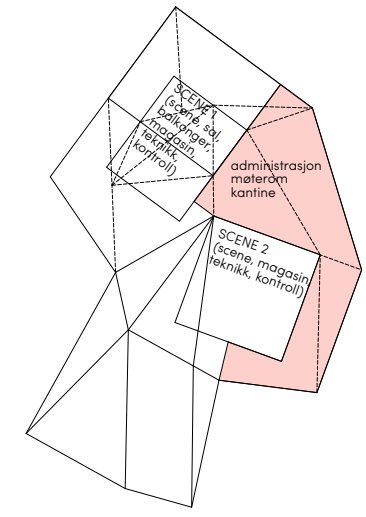 SCENE 1
(scene, sal,
balkonger,
magasin,
teknikk,
kontroll)
administrasjon
møterom
kantine
SCENE 2
(scene, magasin
teknikk, kontroll)